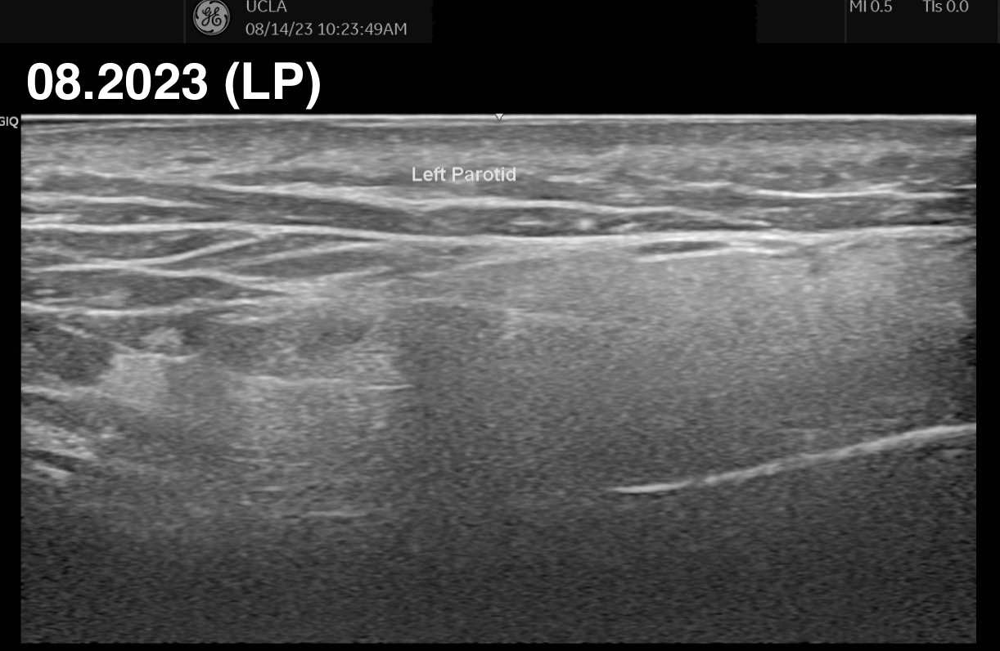 UCLA
08/14/23 10:23:49AM
MI 0.5 TIs 0.0
08.2023 (LP)
GIQ
Left Parotid